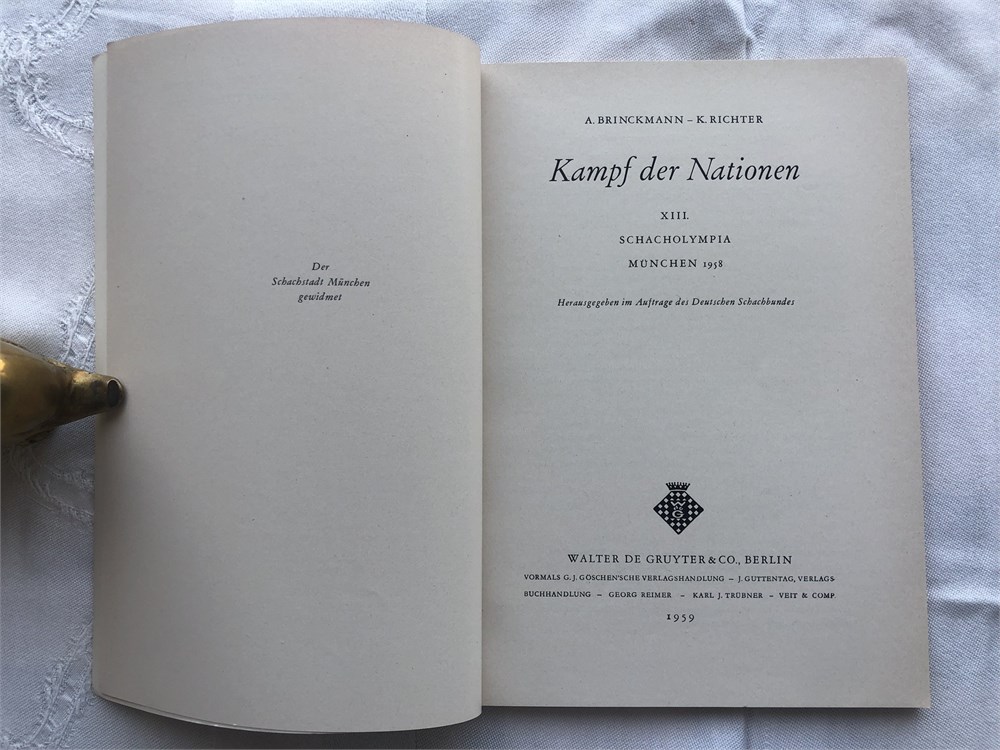 Der
Schachstadt München
gewidmet
A. BRINCKMANN – K. RICHTER
Kampf der Nationen
XIII.
SCHACHOLYMPIA
MÜNCHEN 1958
Herausgegeben im Auftrage des Deutschen Schachbundes
WG
WALTER DE GRUYTER & CO., BERLIN
VORMALS G. J. GÖSCHEN'SCHE VERLAGSHANDLUNG – J. GUTTENTAG, VERLAGS-
BUCHHANDLUNG – GEORG REIMER – KARL J. TRÜBNER – VEIT & COMP.
1959